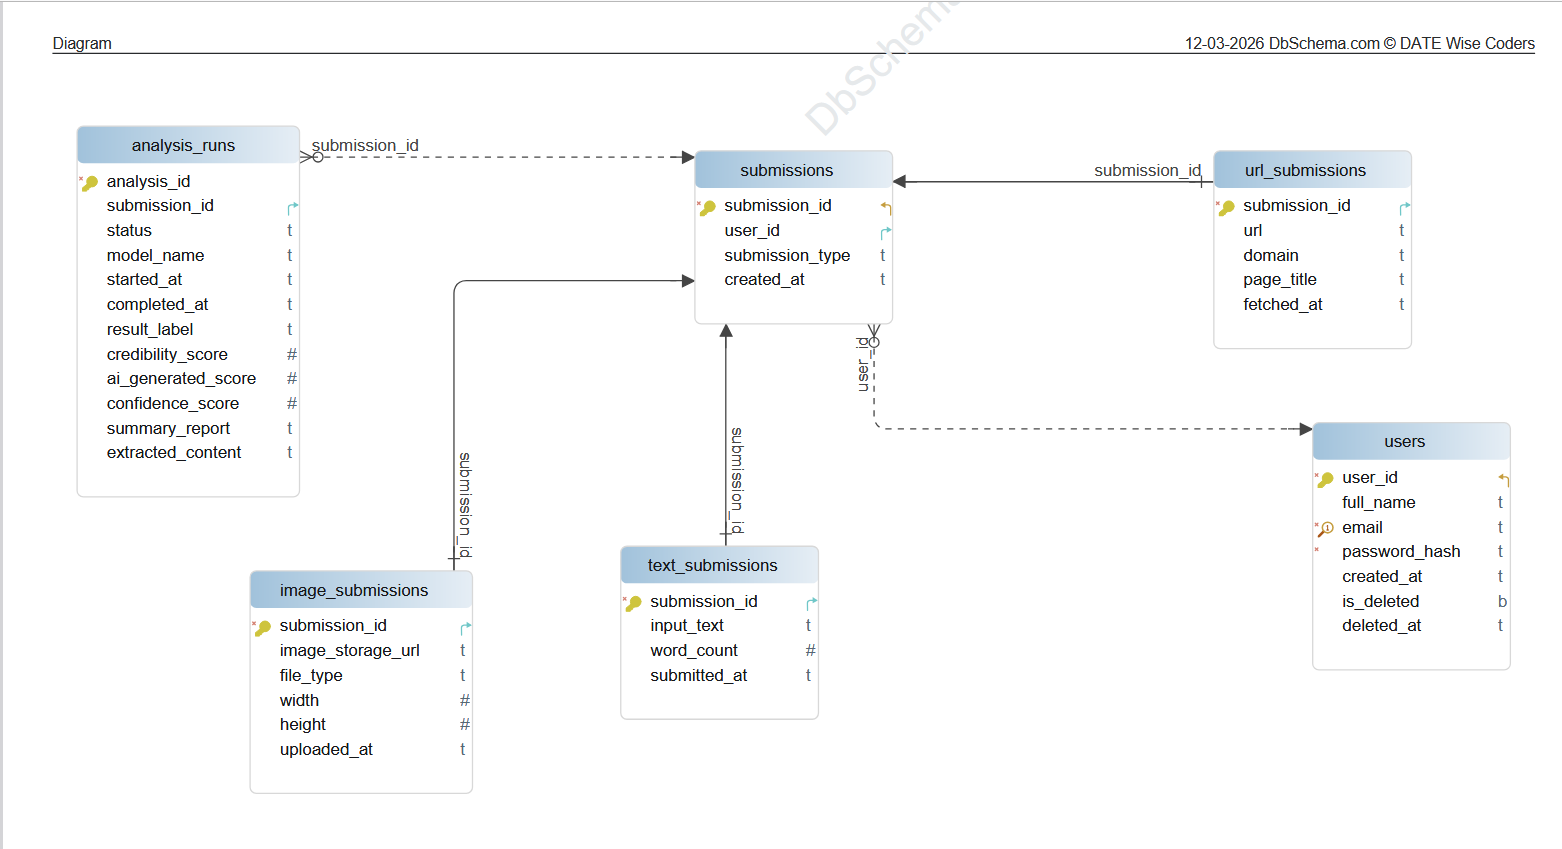 Diagram
12-03-2026 DbSchema.com © DATE Wise Coders
DbSchema
analysis_runs
analysis_id
submission_id
status t
model_name t
started_at t
completed_at t
result_label t
credibility_score #
ai_generated_score #
confidence_score #
summary_report t
extracted_content t
submission_id
submissions
submission_id
user_id
submission_type t
created_at t
submission_id
url_submissions
submission_id
url t
domain t
page_title t
fetched_at t
user_id
users
user_id
full_name t
email t
password_hash t
created_at t
is_deleted b
deleted_at t
submission_id
image_submissions
submission_id
image_storage_url t
file_type t
width #
height #
uploaded_at t
submission_id
text_submissions
submission_id
input_text t
word_count #
submitted_at t